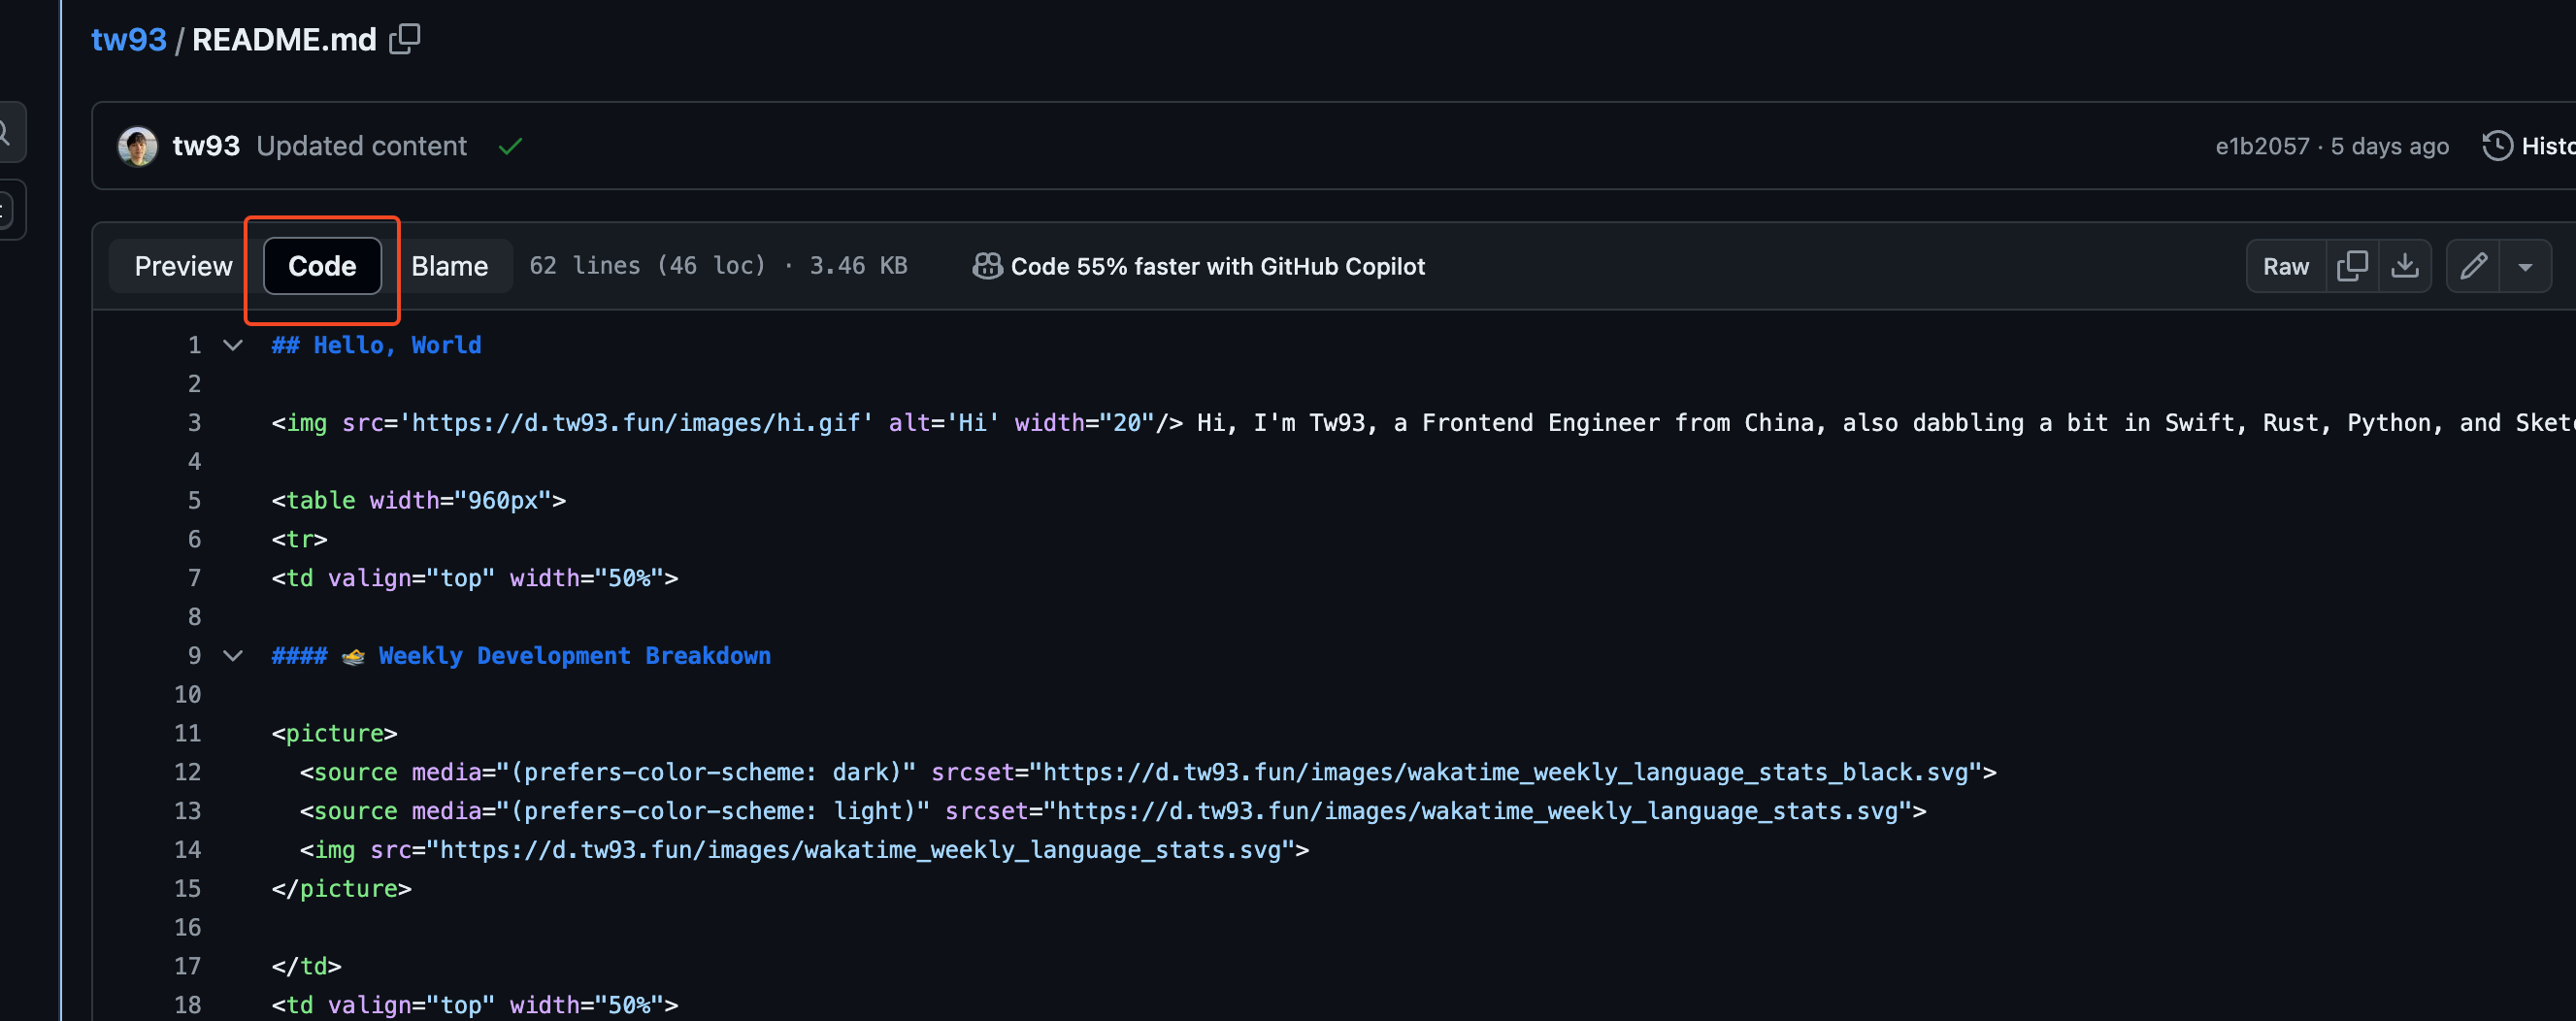 tw93 / README.md
tw93 Updated content
e1b2057 · 5 days ago
Preview Code Blame 62 lines (46 loc) · 3.46 KB Code 55% faster with GitHub Copilot Raw
1 ## Hello, World
2
3 <img src='https://d.tw93.fun/images/hi.gif' alt='Hi' width="20"/> Hi, I'm Tw93, a Frontend Engineer from China, also dabbling a bit in Swift, Rust, Python, and
4
5 <table width="960px">
6 <tr>
7 <td valign="top" width="50%">
8
9 #### Weekly Development Breakdown
10
11 <picture>
12 <source media="(prefers-color-scheme: dark)" srcset="https://d.tw93.fun/images/wakatime_weekly_language_stats_black.svg">
13 <source media="(prefers-color-scheme: light)" srcset="https://d.tw93.fun/images/wakatime_weekly_language_stats.svg">
14 <img src="https://d.tw93.fun/images/wakatime_weekly_language_stats.svg">
15 </picture>
16
17 </td>
18 <td valign="top" width="50%">